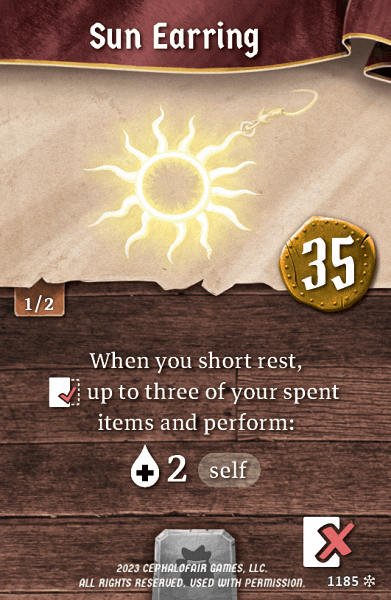 Sun Earring
35
1/2
When you short rest,
up to three of your spent
items and perform:
2 self
2023 CEPHALOFAIR GAMES, LLC.
ALL RIGHTS RESERVED. USED WITH PERMISSION.
1185